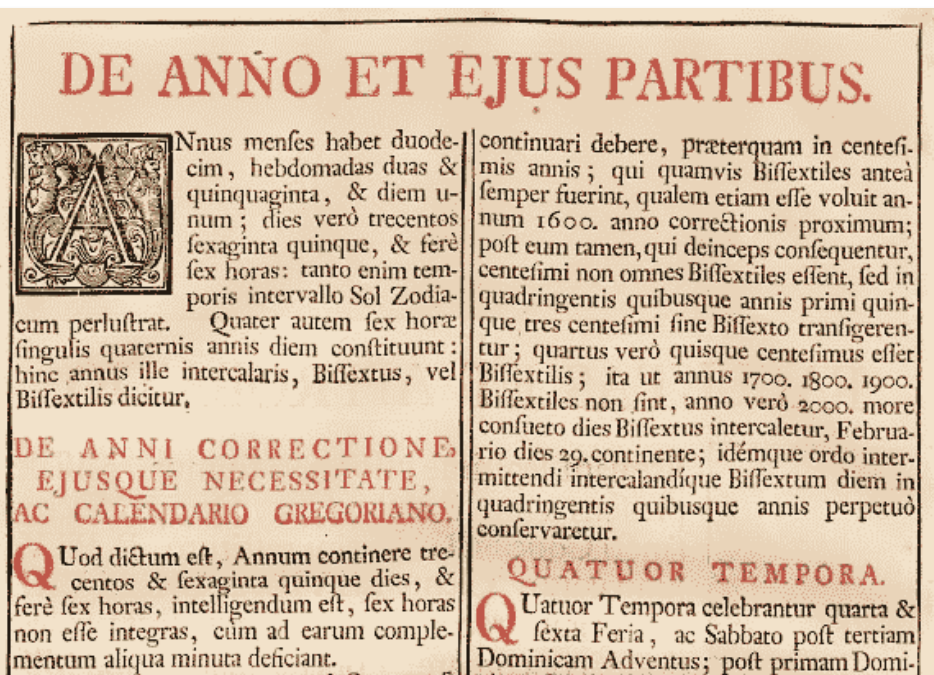 DE ANNO ET EJUS PARTIBUS.
ANnus menſes habet duode-
cim, hebdomadas duas &
quinquaginta, & diem u-
num; dies verò trecentos
ſexaginta quinque, & ferè
ſex horas: tanto enim tem-
poris intervallo Sol Zodia-
cum perluſtrat. Quater autem ſex horæ
ſingulis quaternis annis diem conſtituunt:
hinc annus ille intercalaris, Biſſextus, vel
Biſſextilis dicitur.
DE ANNI CORRECTIONE,
EJUSQUE NECESSITATE,
AC CALENDARIO GREGORIANO.
QUod dictum eſt, Annum continere tre-
centos & ſexaginta quinque dies, &
ferè ſex horas, intelligendum eſt, ſex horas
non eſſe integras, cùm ad earum comple-
mentum aliqua minuta deficiant.
continuari debere, præterquam in centeſi-
mis annis; qui quamvis Biſſextiles anteà
ſemper fuerint, qualem etiam eſſe voluit an-
num 1600. anno correctionis proximum;
poſt eum tamen, qui deinceps conſequentur,
centeſimi non omnes Biſſextiles eſſent, ſed in
quadringentis quibuſque annis primi quin-
que tres centeſimi ſine Biſſexto tranſigeren-
tur; quartus verò quiſque centeſimus eſſet
Biſſextilis; ita ut annus 1700. 1800. 1900.
Biſſextiles non ſint, anno verò 2000. more
conſueto dies Biſſextus intercaletur, Februa-
rio dies 29. continente; idémque ordo inter-
mittendi intercalandíque Biſſextum diem in
quadringentis quibuſque annis perpetuò
conſervaretur.
QUATUOR TEMPORA.
QUatuor Tempora celebrantur quarta &
ſexta Feria, ac Sabbato poſt tertiam
Dominicam Adventus; poſt primam Domi-